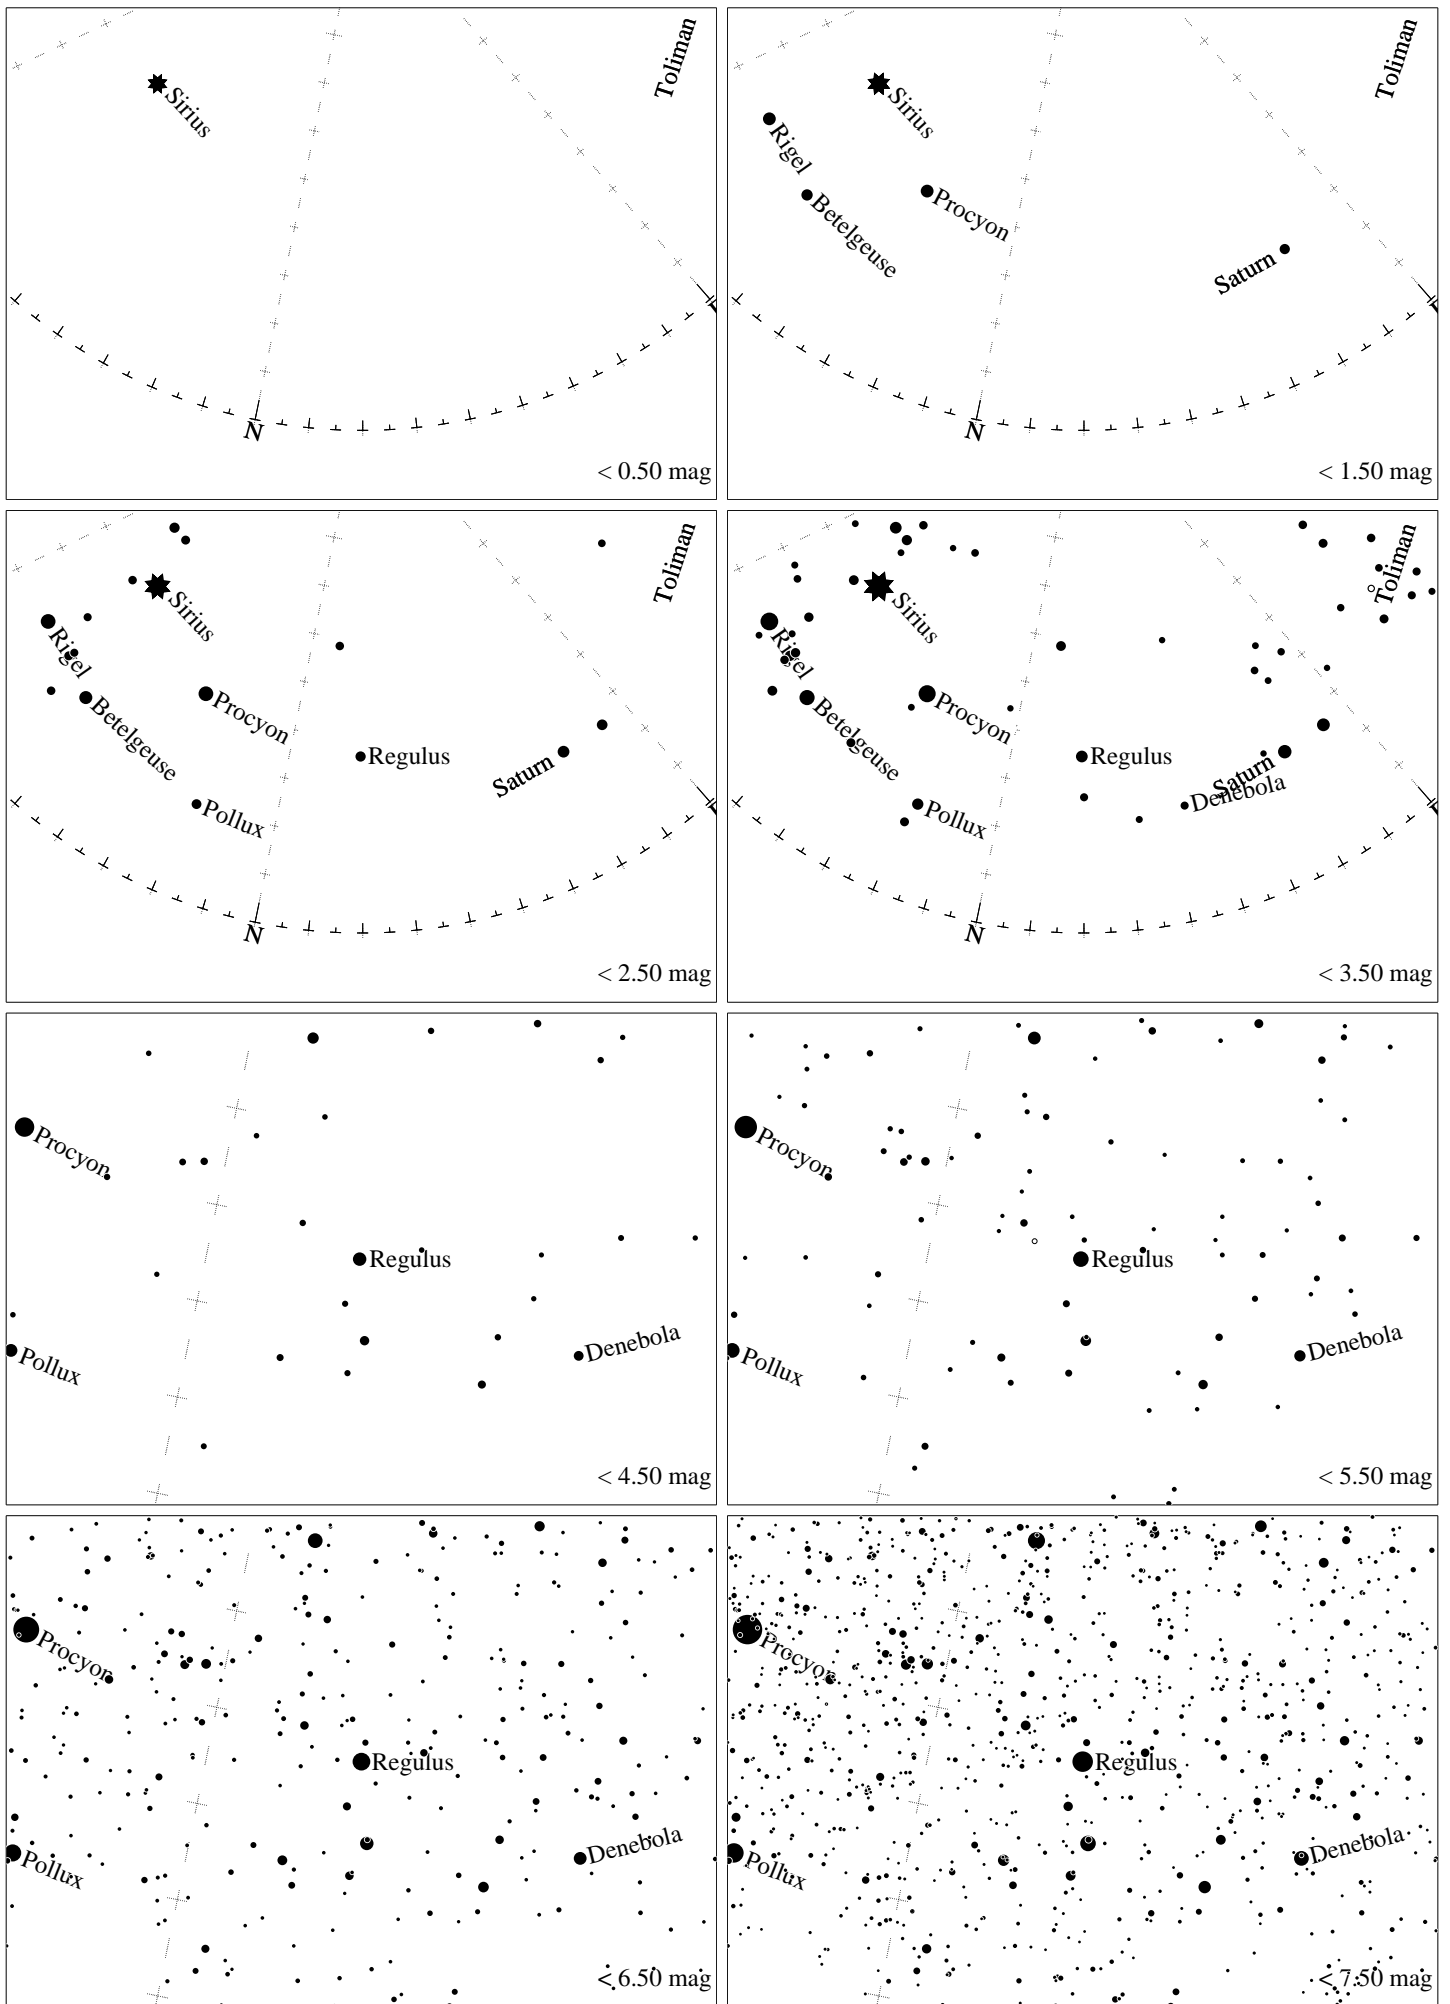 Toliman
Sirius
N
< 0.50 mag
Toliman
Sirius
Rigel
Procyon
Betelgeuse
Saturn
N
< 1.50 mag
Toliman
Sirius
Rigel
Procyon
Betelgeuse
Regulus
Saturn
Pollux
N
< 2.50 mag
Toliman
Sirius
Rigel
Procyon
Betelgeuse
Regulus
Saturn
Denebola
Pollux
N
< 3.50 mag
Procyon
Regulus
Denebola
Pollux
< 4.50 mag
Procyon
Regulus
Denebola
Pollux
< 5.50 mag
Procyon
Regulus
Denebola
Pollux
< 6.50 mag
Procyon
Regulus
Denebola
Pollux
< 7.50 mag